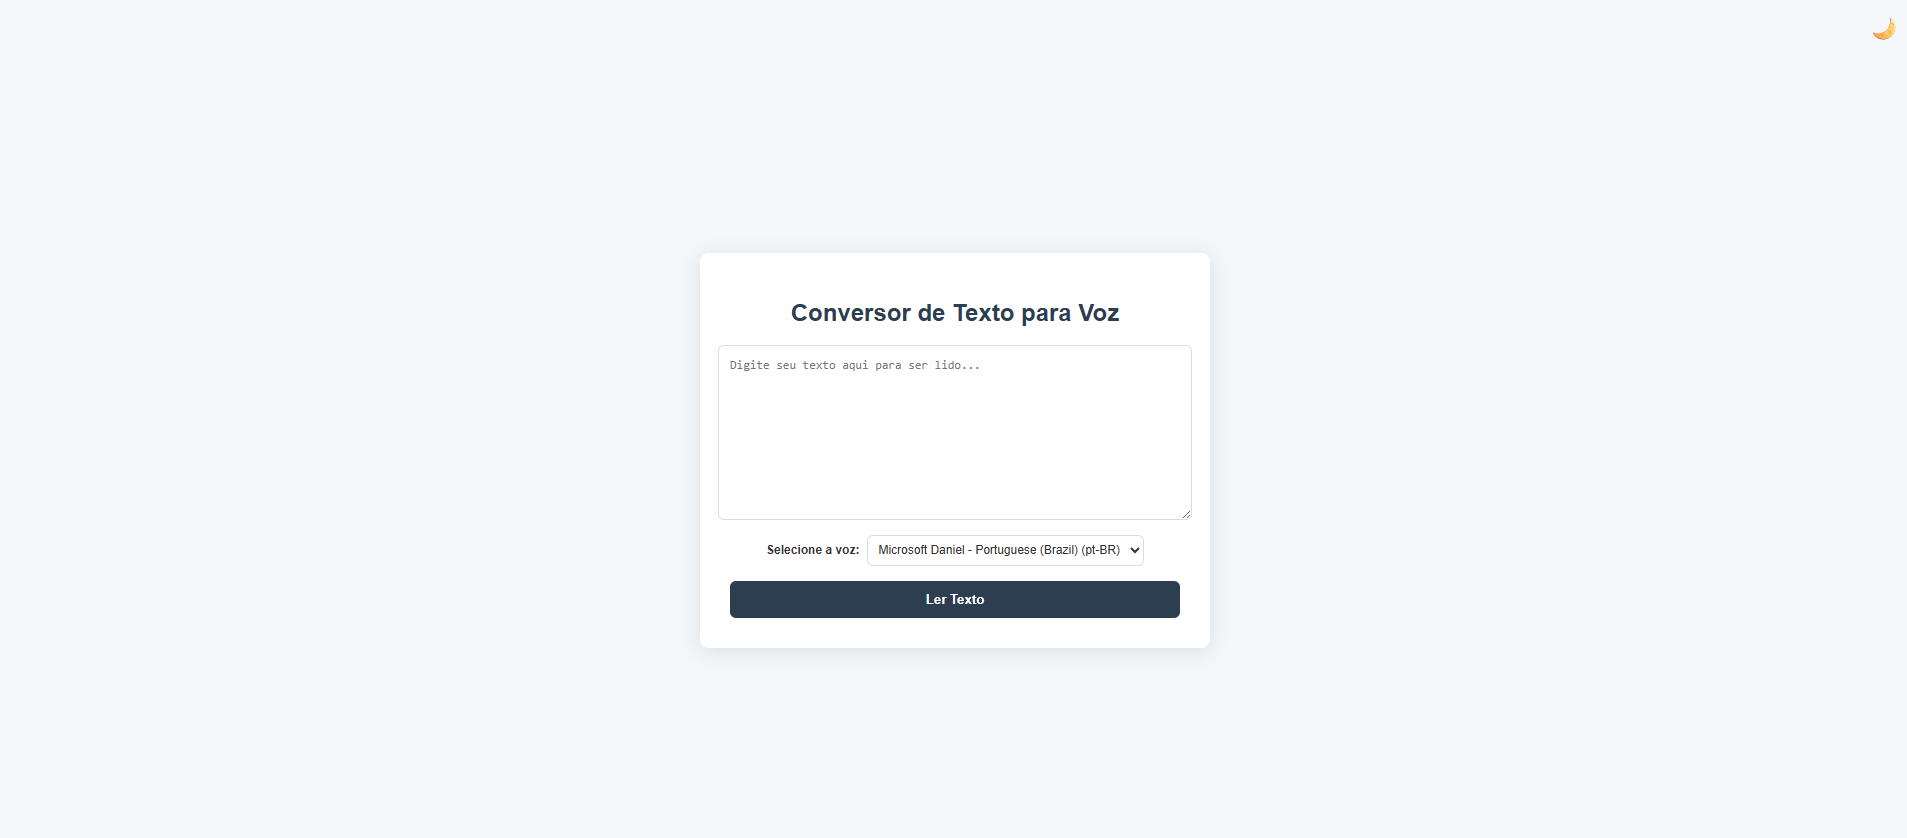 Conversor de Texto para Voz
Digite seu texto aqui para ser lido...
Selecione a voz: Microsoft Daniel - Portuguese (Brazil) (pt-BR)
Ler Texto